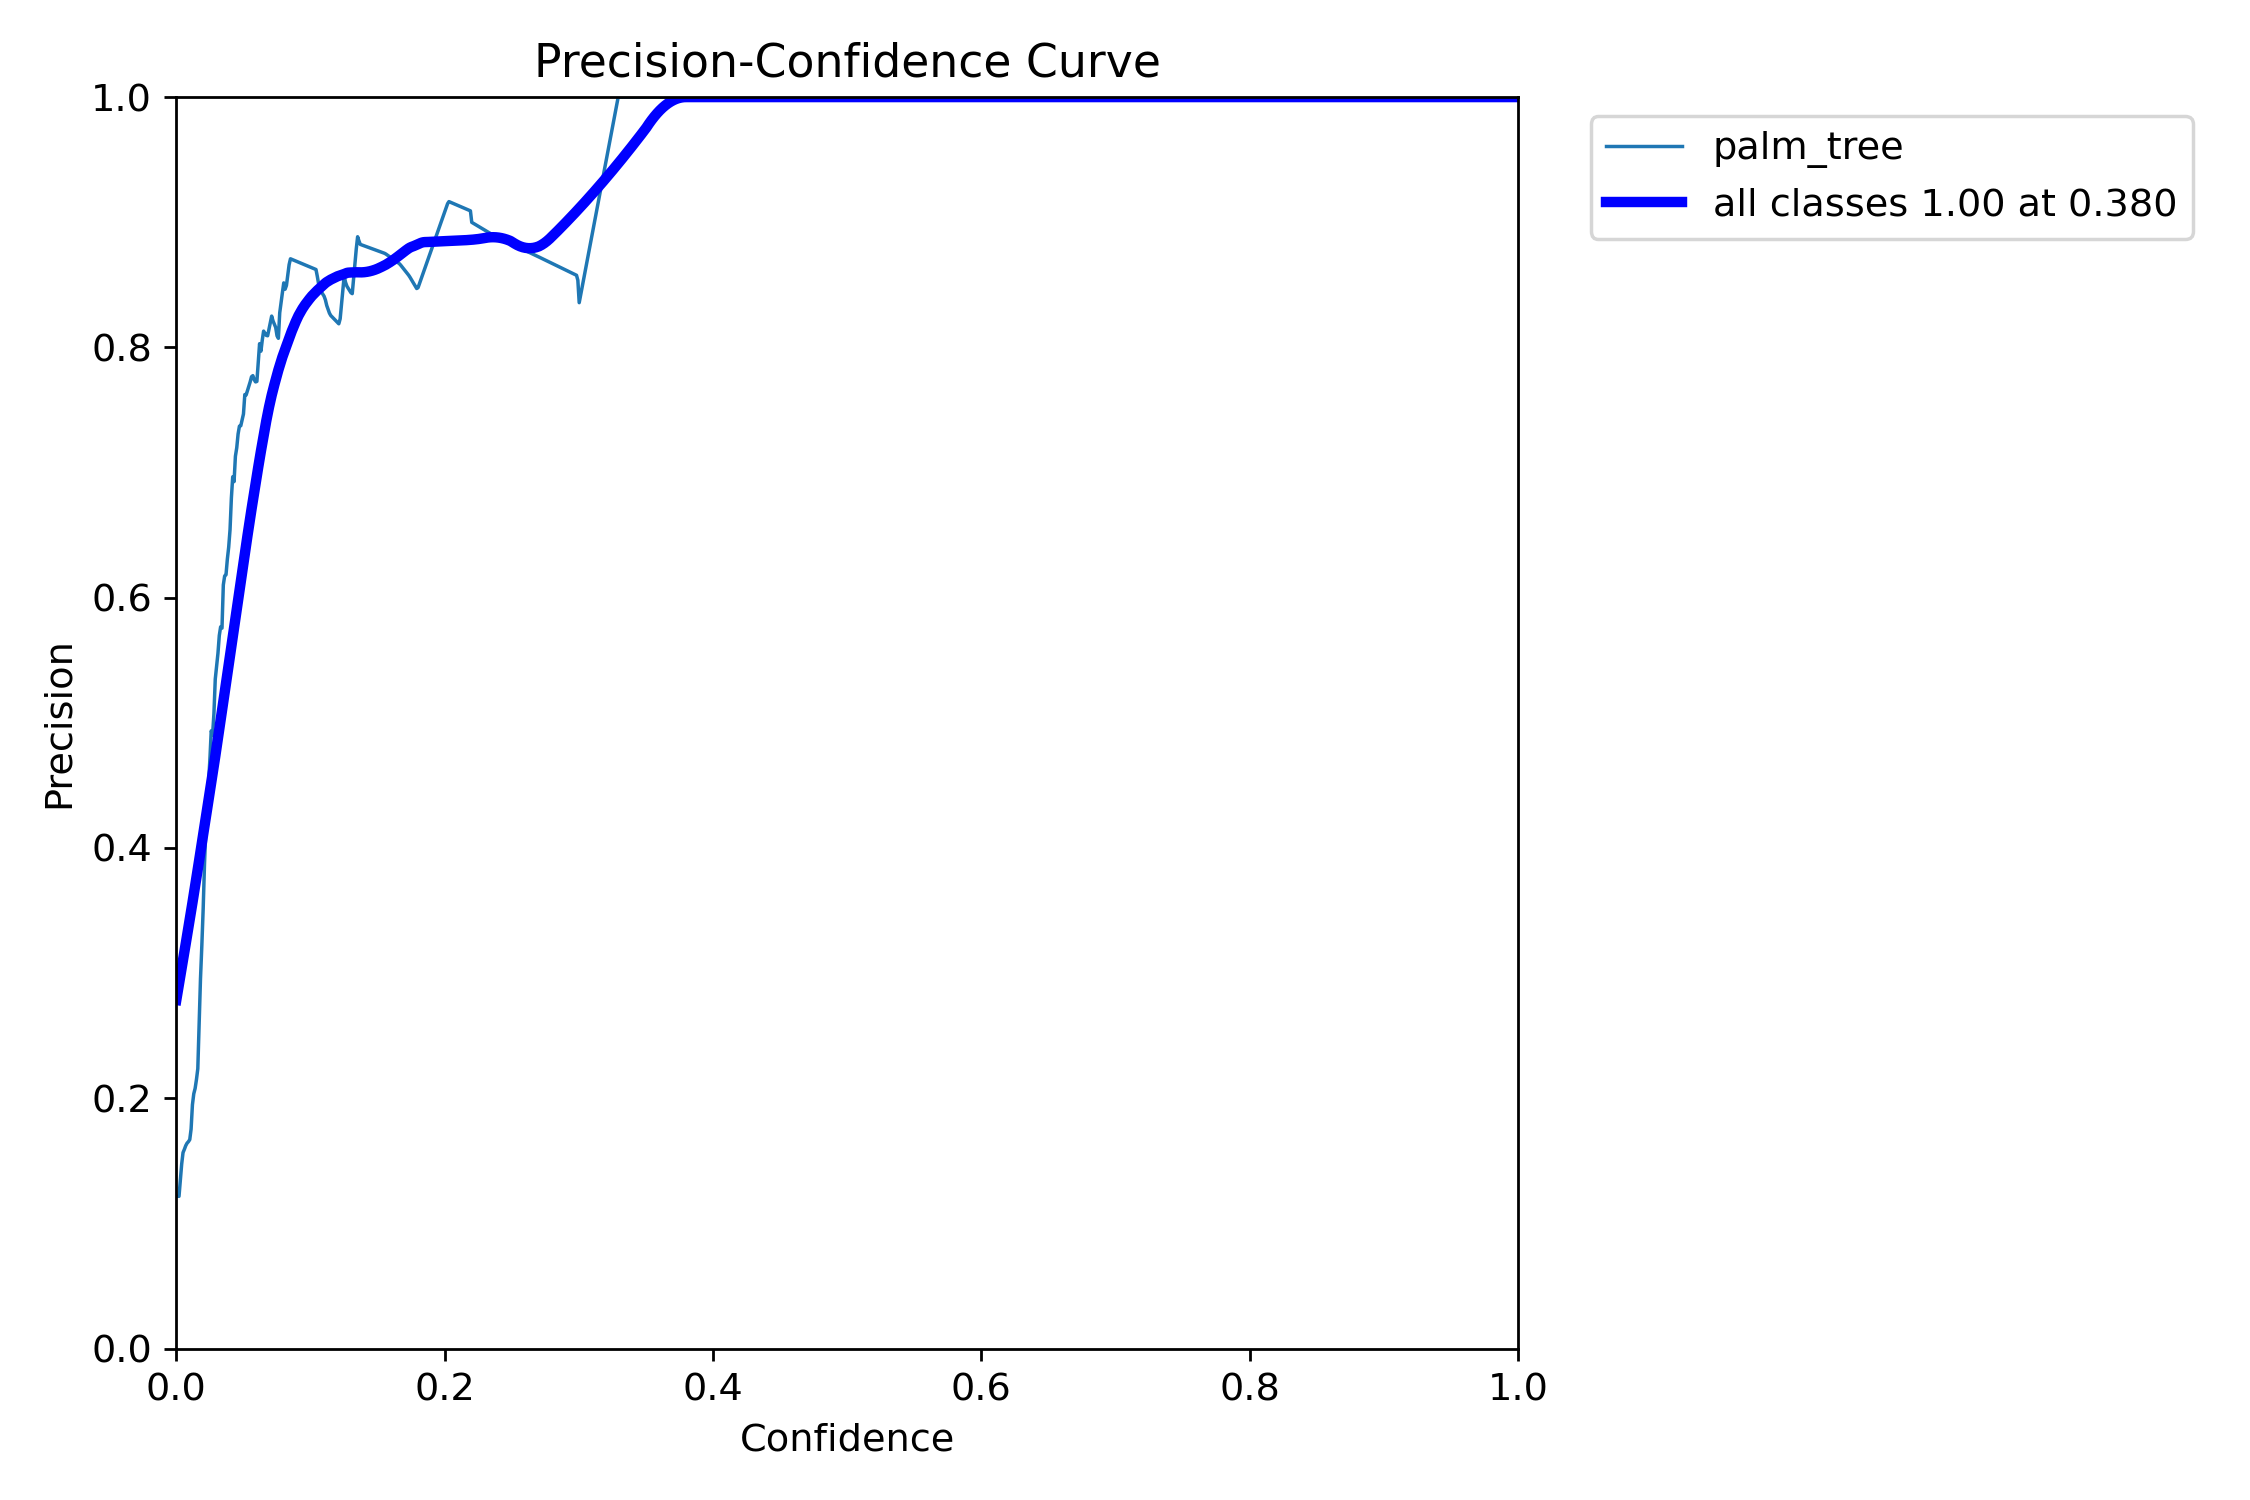 Precision-Confidence Curve
1.0
0.8
0.6
0.4
0.2
0.0
Precision
0.0 0.2 0.4 0.6 0.8 1.0
Confidence
palm_tree
all classes 1.00 at 0.380